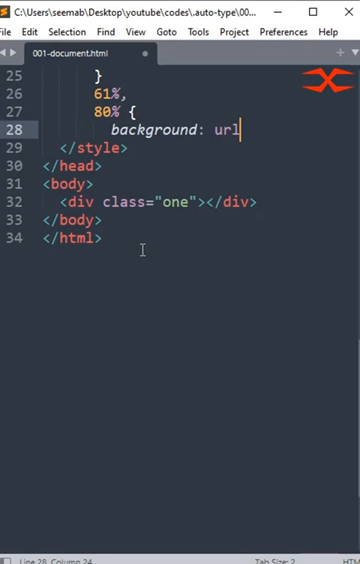 C:\Users\seemab\Desktop\youtube\codes\.auto-type\00...
File Edit Selection Find View Goto Tools Project Preferences Help
001-document.html
25 }
26 61%,
27 80% {
28 background: url
29 </style>
30 </head>
31 <body>
32 <div class="one"></div>
33 </body>
34 </html>
Line 28, Column 24 Tab Size: 2